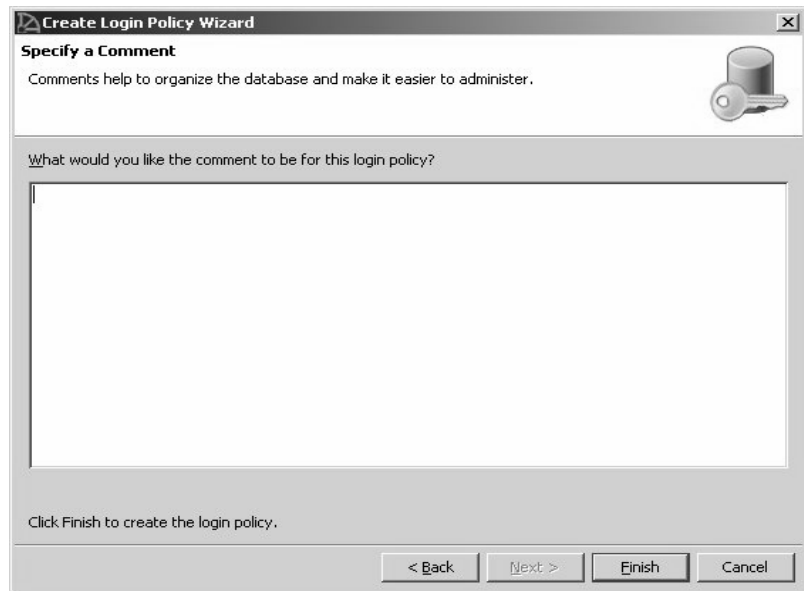 Create Login Policy Wizard
Specify a Comment
Comments help to organize the database and make it easier to administer.
What would you like the comment to be for this login policy?
Click Finish to create the login policy.
< Back
Next >
Finish
Cancel